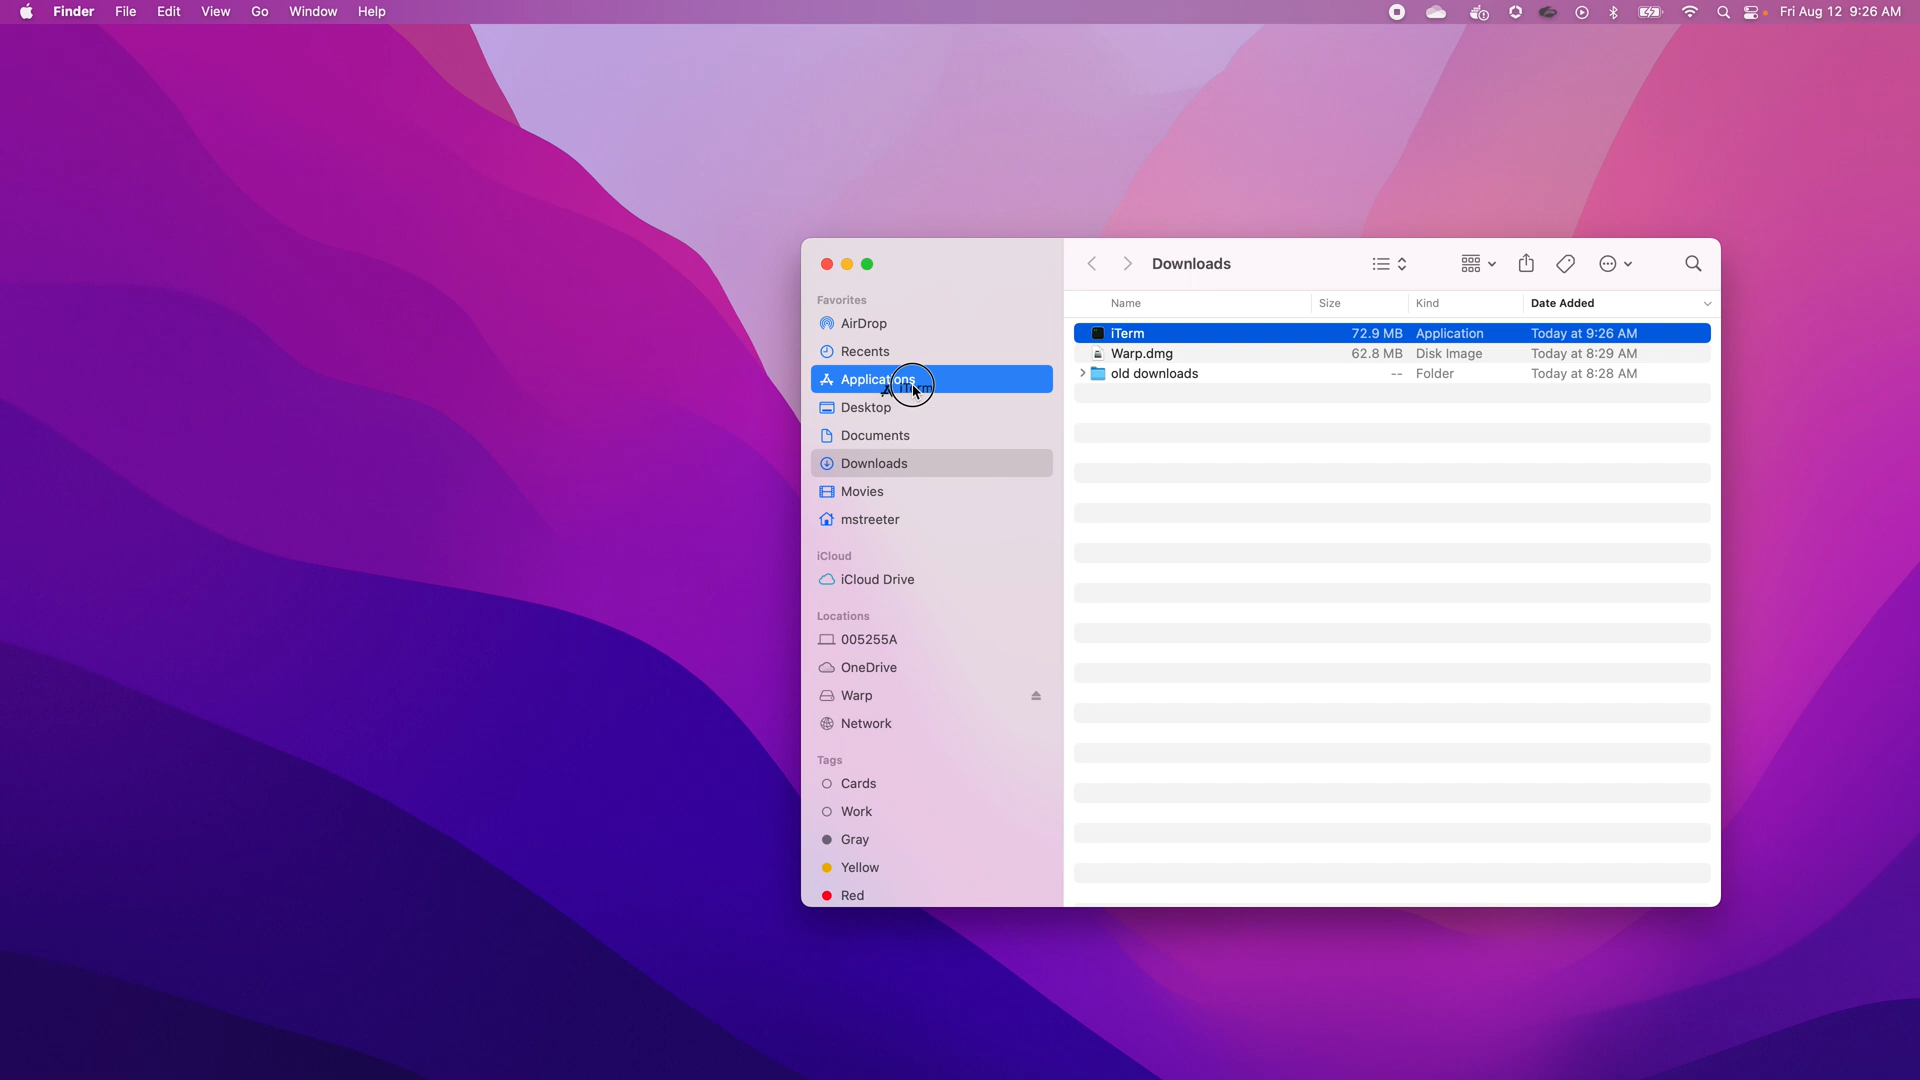 Finder File Edit View Go Window Help Fri Aug 12 9:26 AM
Downloads
Favorites
AirDrop
Recents
Applications
iTerm
Desktop
Documents
Downloads
Movies
mstreeter
iCloud
iCloud Drive
Locations
005255A
OneDrive
Warp
Network
Tags
Cards
Work
Gray
Yellow
Red
Name Size Kind Date Added
iTerm 72.9 MB Application Today at 9:26 AM
Warp.dmg 62.8 MB Disk Image Today at 8:29 AM
old downloads -- Folder Today at 8:28 AM